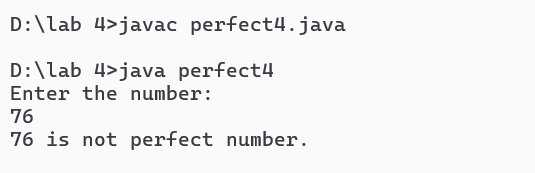 D:\lab 4>javac perfect4.java
D:\lab 4>java perfect4
Enter the number:
76
76 is not perfect number.